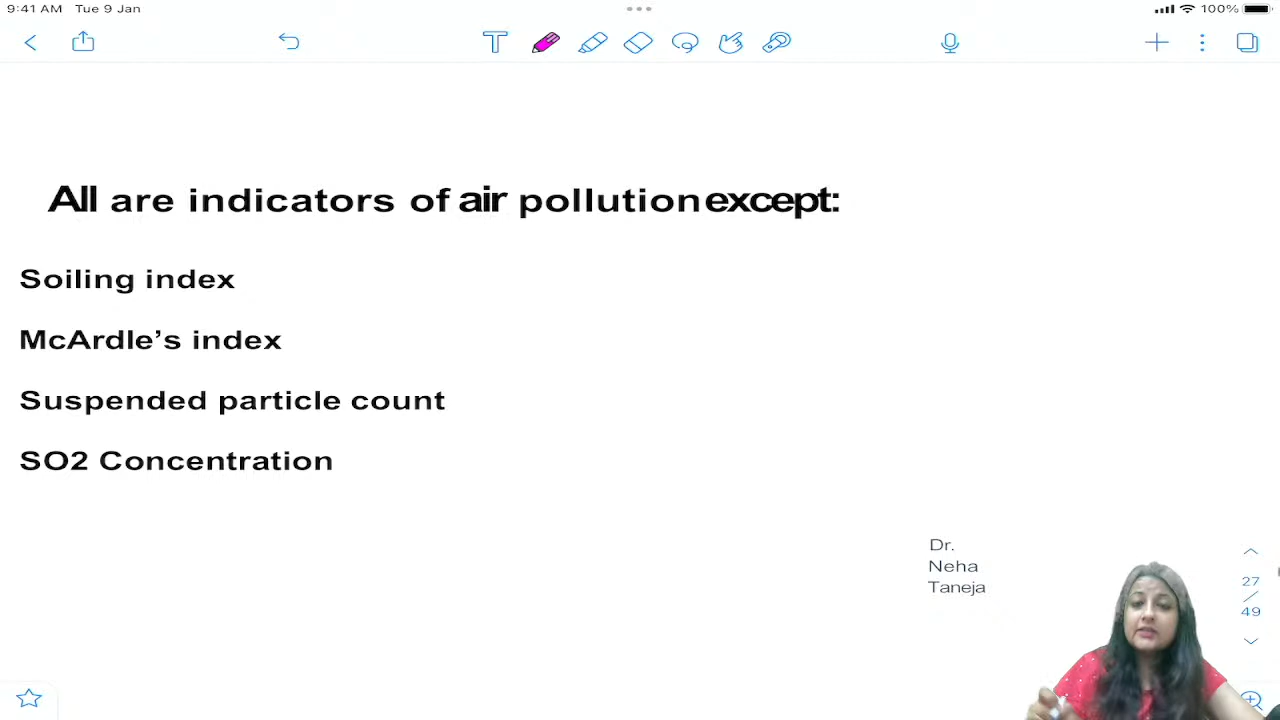 9:41 AM Tue 9 Jan
100%
All are indicators of air pollution except:
Soiling index
McArdle’s index
Suspended particle count
SO2 Concentration
Dr.
Neha
Taneja
27
49